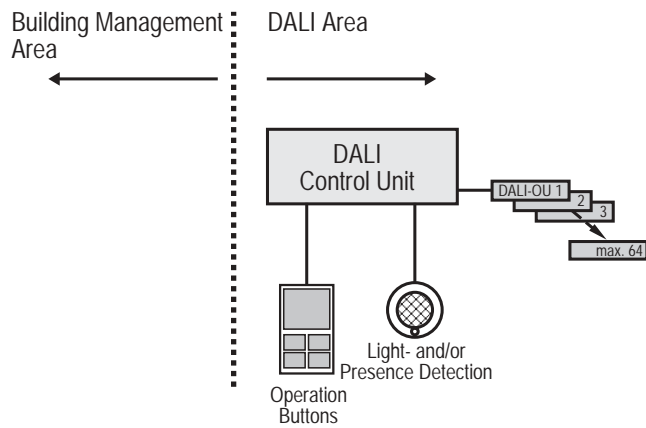 Building Management
Area
DALI Area
DALI
Control Unit
DALI-OU 1
2
3
max. 64
Light- and/or
Presence Detection
Operation
Buttons